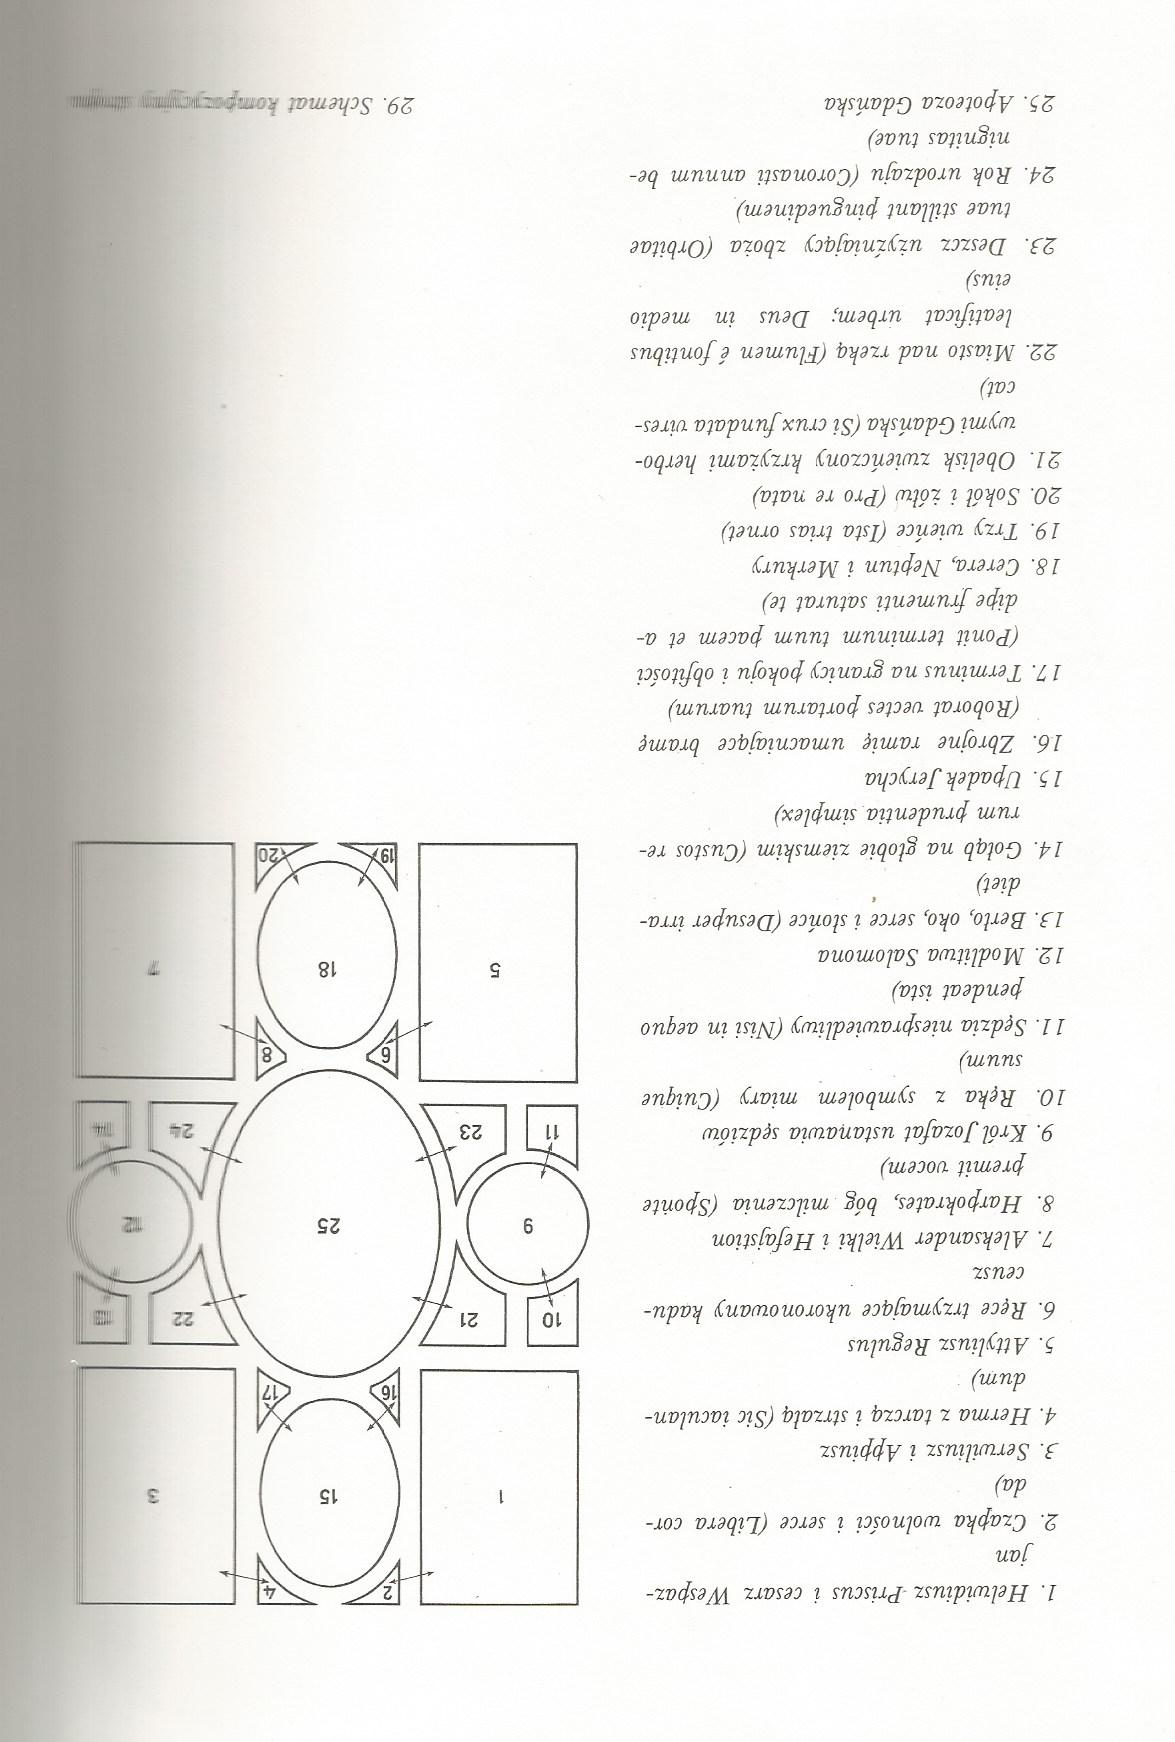 1. Helwidiusz Priscus i cesarz Wespaz-
jan
2. Czapka wolności i serce (Libera cor-
da)
3. Serwiliusz i Appiusz
4. Herma z tarczą i strzałą (Sic iaculan-
dum)
5. Attyliusz Regulus
6. Ręce trzymające ukoronowany kadu-
ceusz
7. Aleksander Wielki i Hefajstion
8. Harpokrates, bóg milczenia (Sponte
premit vocem)
9. Król Jozafat ustanawia sędziów
10. Ręka z symbolem miary (Cuique
suum)
11. Sędzia niesprawiedliwy (Nisi in aequo
pendeat ista)
12. Modlitwa Salomona
13. Berło, oko, serce i słońce (Desuper irra-
diet)
14. Gołąb na globie ziemskim (Custos re-
rum prudentia simplex)
15. Upadek Jerycha
16. Zbrojne ramię umacniające bramę
(Roborat vectes portarum tuarum)
17. Terminus na granicy pokoju i obfitości
(Ponit terminum tuum pacem et a-
dipe frumenti saturat te)
18. Cerera, Neptun i Merkury
19. Trzy wieńce (Ista trias ornet)
20. Sokół i żółw (Pro re nata)
21. Obelisk zwieńczony krzyżami herbo-
wymi Gdańska (Si crux fundata vires-
cat)
22. Miasto nad rzeką (Flumen é fontibus
leatificat urbem; Deus in medio
eius)
23. Deszcz użyźniający zboża (Orbitae
tuae stillant pinguedinem)
24. Rok urodzaju (Coronasti annum be-
nignitas tuae)
25. Apoteoza Gdańska
1
2
4
3
15
16
17
10
21
22
13
9
25
12
11
23
24
14
6
8
5
18
7
19
20
29. Schemat kompozycyjny